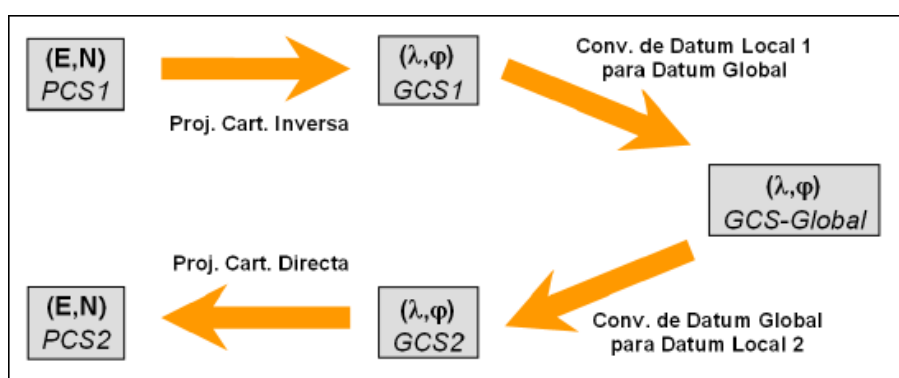 (E,N)
PCS1
Proj. Cart. Inversa
(λ,φ)
GCS1
Conv. de Datum Local 1
para Datum Global
(λ,φ)
GCS-Global
Conv. de Datum Global
para Datum Local 2
(λ,φ)
GCS2
Proj. Cart. Directa
(E,N)
PCS2